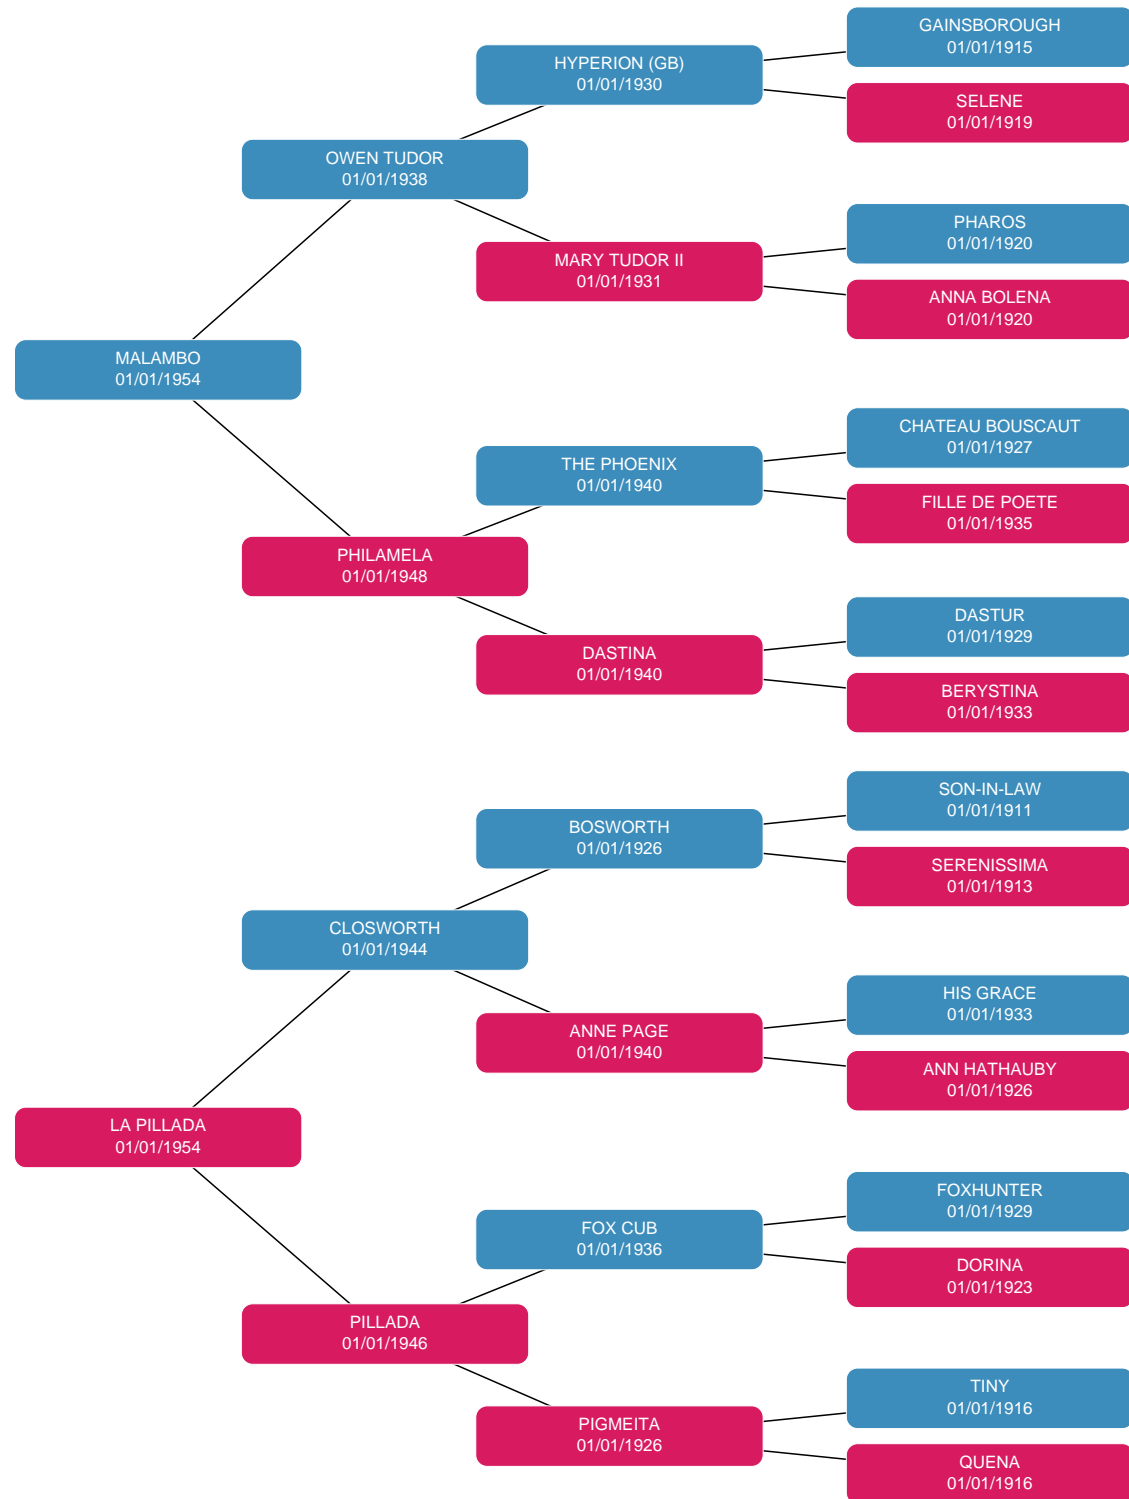 GAINSBOROUGH
01/01/1915
HYPERION (GB)
01/01/1930
SELENE
01/01/1919
OWEN TUDOR
01/01/1938
PHAROS
01/01/1920
MARY TUDOR II
01/01/1931
ANNA BOLENA
01/01/1920
MALAMBO
01/01/1954
CHATEAU BOUSCAUT
01/01/1927
THE PHOENIX
01/01/1940
FILLE DE POETE
01/01/1935
PHILAMELA
01/01/1948
DASTUR
01/01/1929
DASTINA
01/01/1940
BERYSTINA
01/01/1933
SON-IN-LAW
01/01/1911
BOSWORTH
01/01/1926
SERENISSIMA
01/01/1913
CLOSWORTH
01/01/1944
HIS GRACE
01/01/1933
ANNE PAGE
01/01/1940
ANN HATHAUBY
01/01/1926
LA PILLADA
01/01/1954
FOXHUNTER
01/01/1929
FOX CUB
01/01/1936
DORINA
01/01/1923
PILLADA
01/01/1946
TINY
01/01/1916
PIGMEITA
01/01/1926
QUENA
01/01/1916